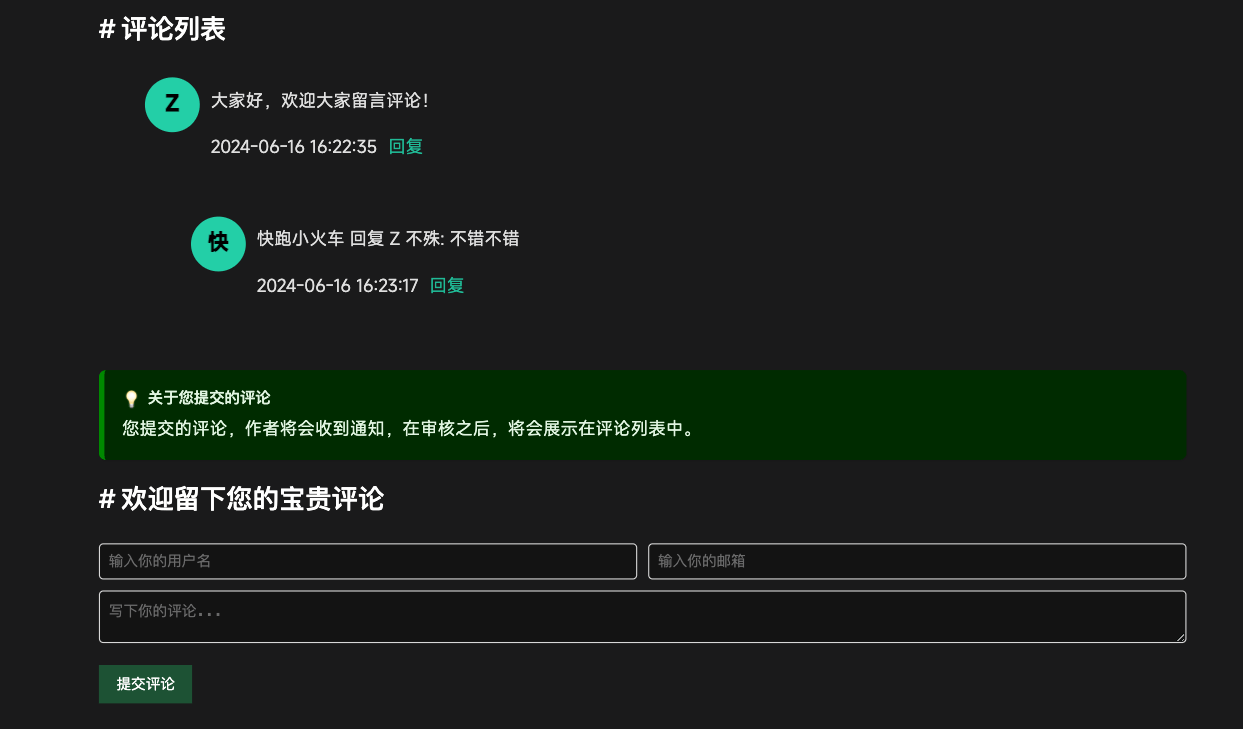 # 评论列表
Z
大家好，欢迎大家留言评论！
2024-06-16 16:22:35 回复
快
快跑小火车 回复 Z 不殊: 不错不错
2024-06-16 16:23:17 回复
💡 关于您提交的评论
您提交的评论，作者将会收到通知，在审核之后，将会展示在评论列表中。
# 欢迎留下您的宝贵评论
输入你的用户名
输入你的邮箱
写下你的评论...
提交评论